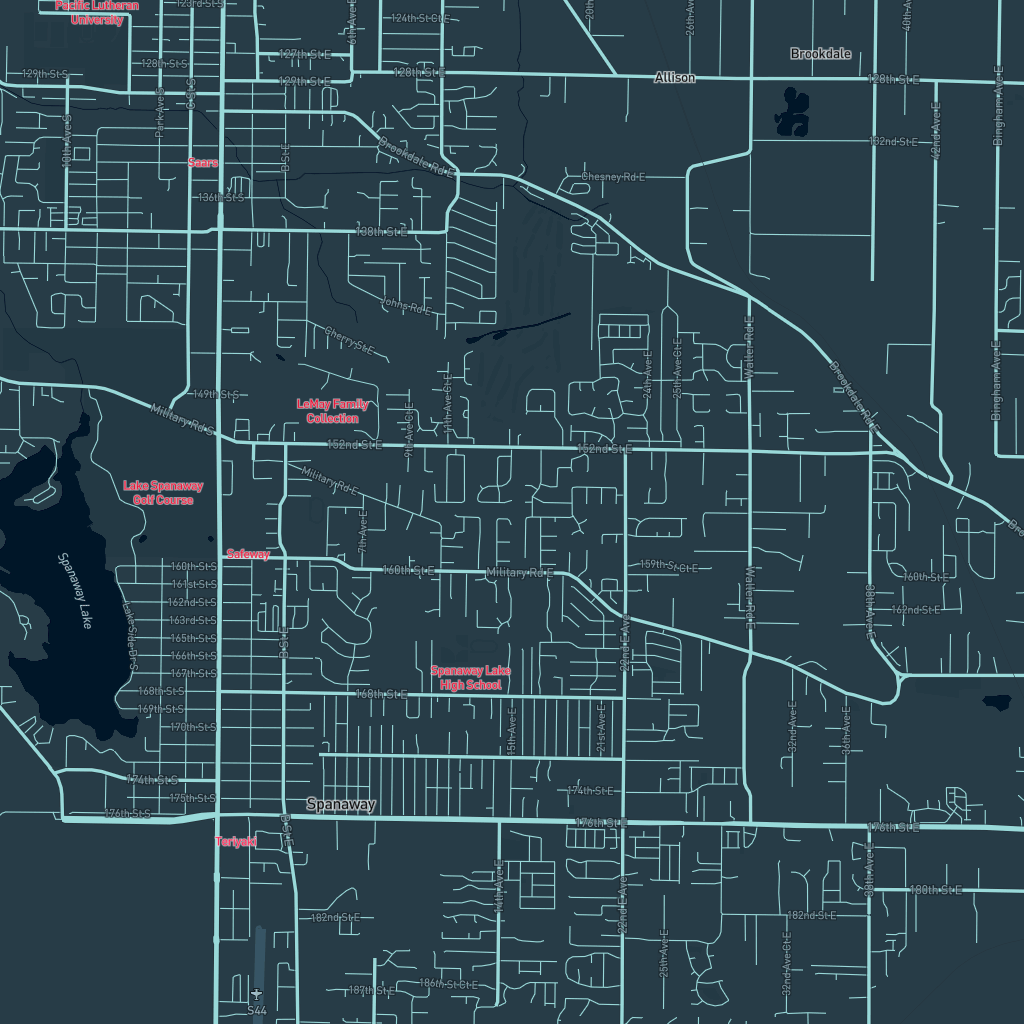 Pacific Lutheran
University
123rd St S
124th St Ct E
6th Ave E
26th Ave E
127th St E
Brookdale
128th St S
129th St S
129th St E
128th St E
Allison
128th St E
C St S
Park Ave S
10th Ave S
B St E
Bingham Ave E
42nd Ave E
132nd St E
Brookdale Rd E
Saars
Chesney Rd E
136th St S
138th St E
Johns Rd E
Cherry St E
Waller Rd E
24th Ave E
25th Ave Ct E
Bingham Ave E
Brookdale Rd E
149th St S
Military Rd S
LeMay Family
Collection
9th Ave Ct E
14th Ave Ct E
152nd St E
152nd St E
Military Rd E
Lake Spanaway
Golf Course
7th Ave E
Safeway
160th St S
160th St E
Military Rd E
159th St Ct E
Waller Rd E
160th St E
161st St S
Spanaway Lake
162nd St S
162nd St E
Lake Side Dr S
163rd St S
38th Ave E
165th St S
B St E
22nd E Ave
166th St S
167th St S
Spanaway Lake
High School
168th St S
168th St E
169th St S
170th St S
15th Ave E
21st Ave E
32nd Ave E
36th Ave E
174th St S
174th St E
175th St S
Spanaway
176th St S
176th St E
176th St E
B St E
Teriyaki
38th Ave E
14th Ave E
180th St E
22nd E Ave
182nd St E
182nd St E
25th Ave E
32nd Ave Ct E
187th St E
186th St Ct E
S44